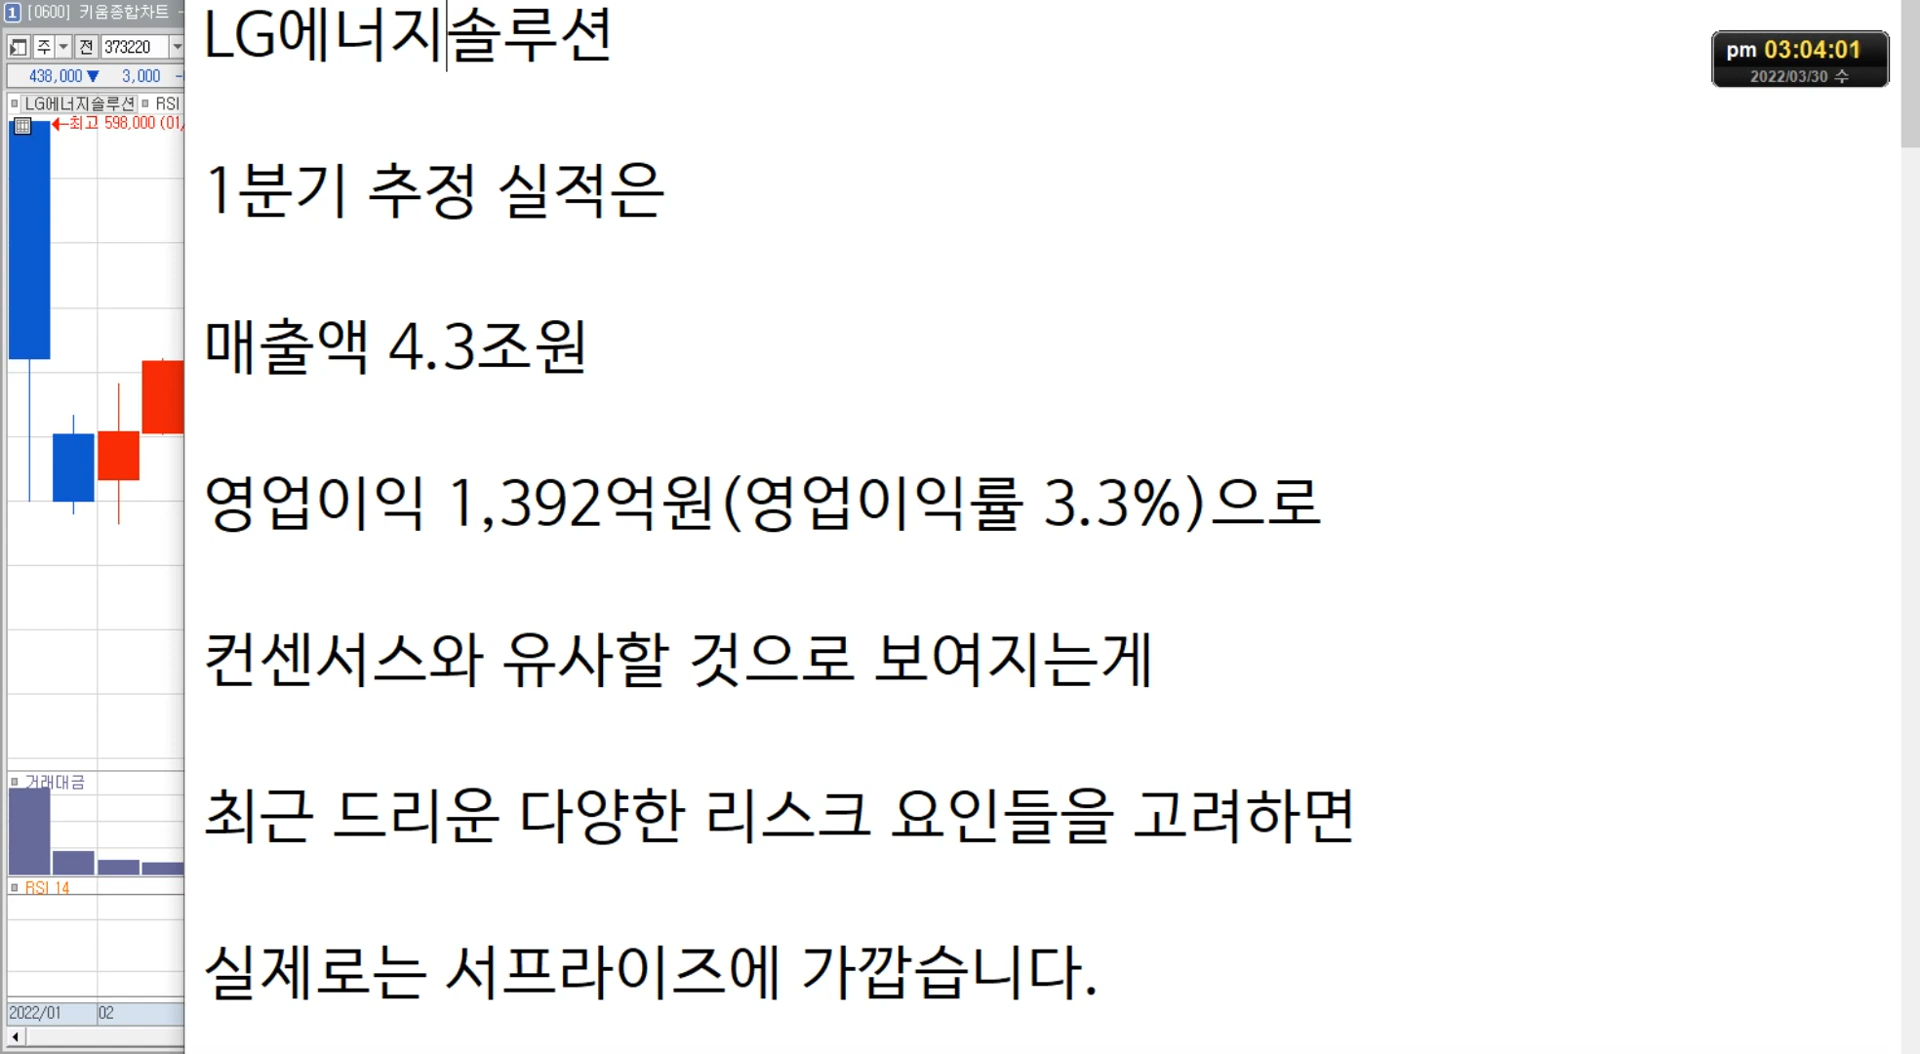 1 [0600] 키움종합차트 -
주 전 373220
438,000 ▼ 3,000
LG에너지솔루션 RSI
←최고 598,000 (01/
거래대금
RSI 14
2022/01 02
LG에너지솔루션
1분기 추정 실적은
매출액 4.3조원
영업이익 1,392억원(영업이익률 3.3%)으로
컨센서스와 유사할 것으로 보여지는게
최근 드리운 다양한 리스크 요인들을 고려하면
실제로는 서프라이즈에 가깝습니다.
pm 03:04:01
2022/03/30 수